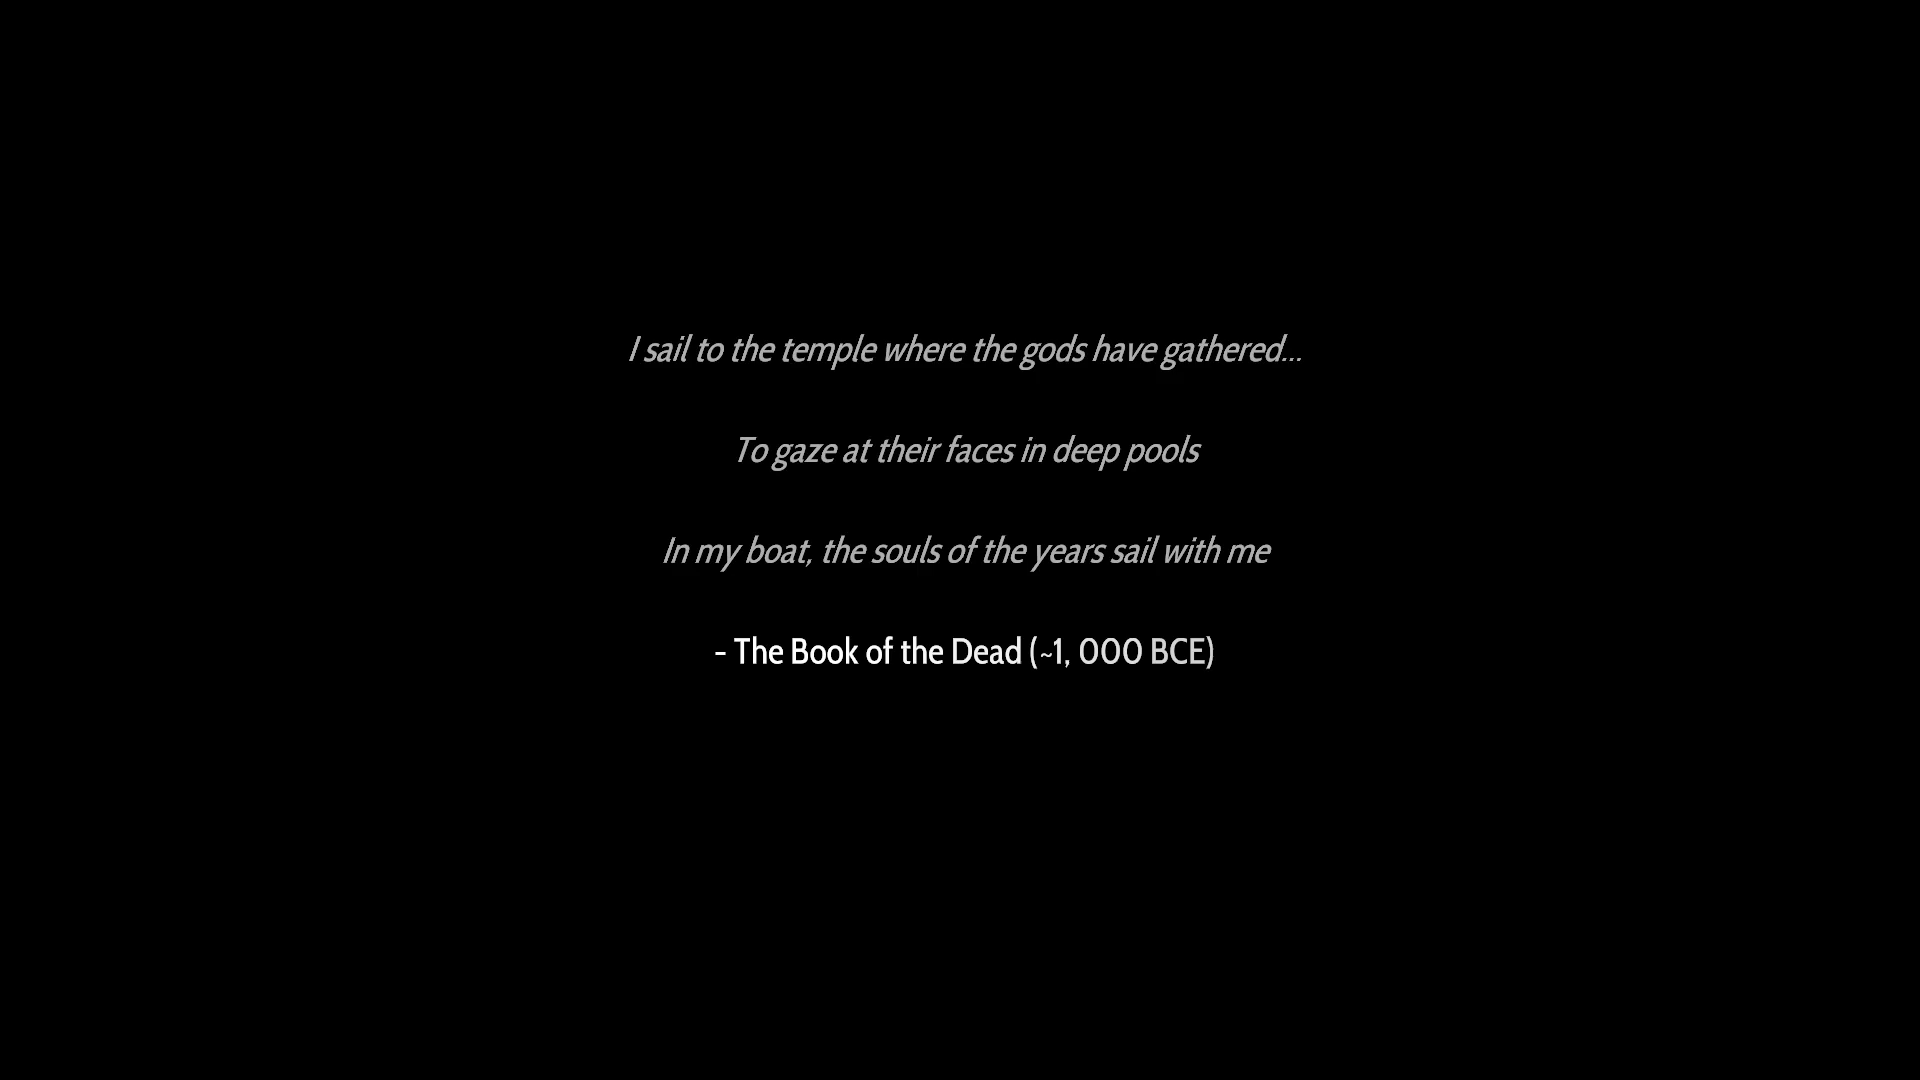 I sail to the temple where the gods have gathered...
To gaze at their faces in deep pools
In my boat, the souls of the years sail with me
- The Book of the Dead (~1, 000 BCE)